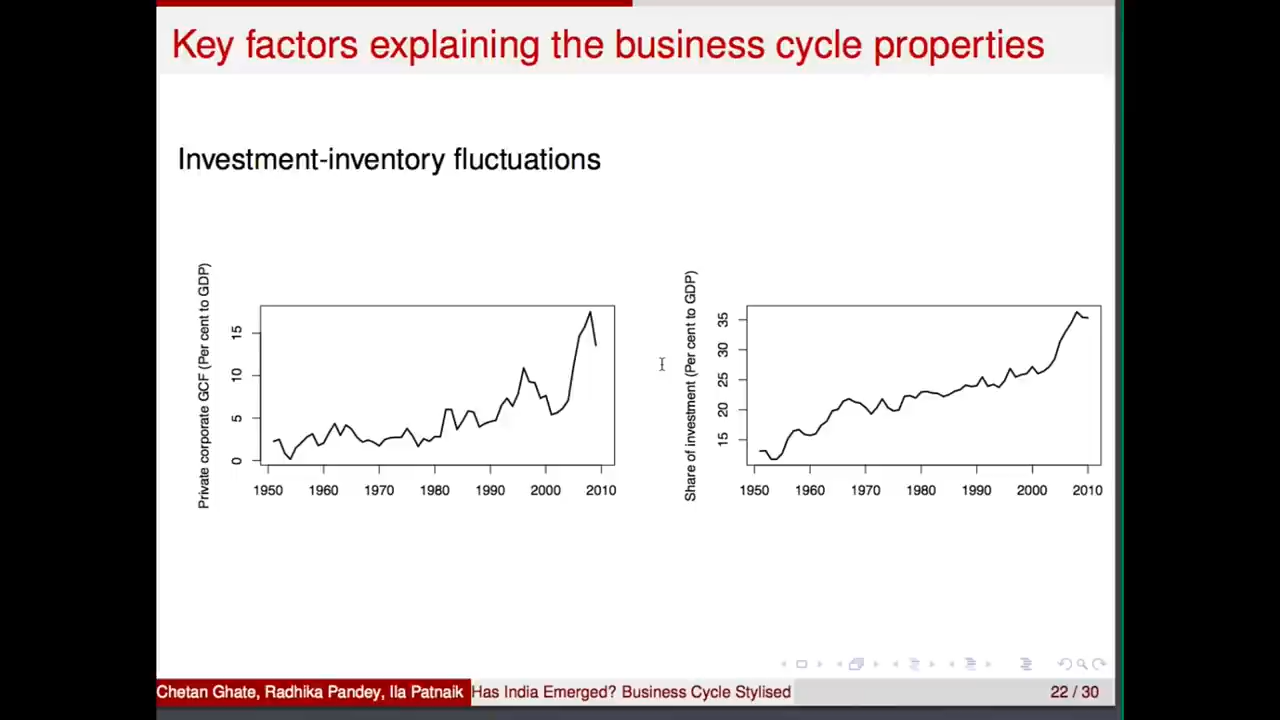 Key factors explaining the business cycle properties
Investment-inventory fluctuations
Private corporate GCF (Per cent to GDP)
15
10
5
0
1950 1960 1970 1980 1990 2000 2010
Share of investment (Per cent to GDP)
35
30
25
20
15
1950 1960 1970 1980 1990 2000 2010
Chetan Ghate, Radhika Pandey, Ila Patnaik Has India Emerged? Business Cycle Stylised 22 / 30